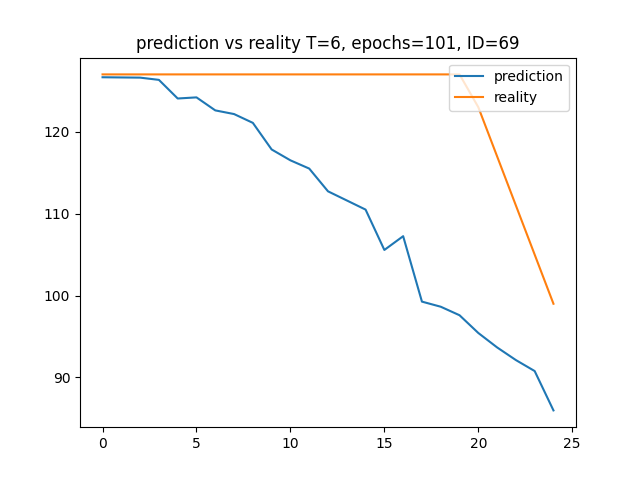 prediction vs reality T=6, epochs=101, ID=69
prediction
reality
120
110
100
90
0 5 10 15 20 25